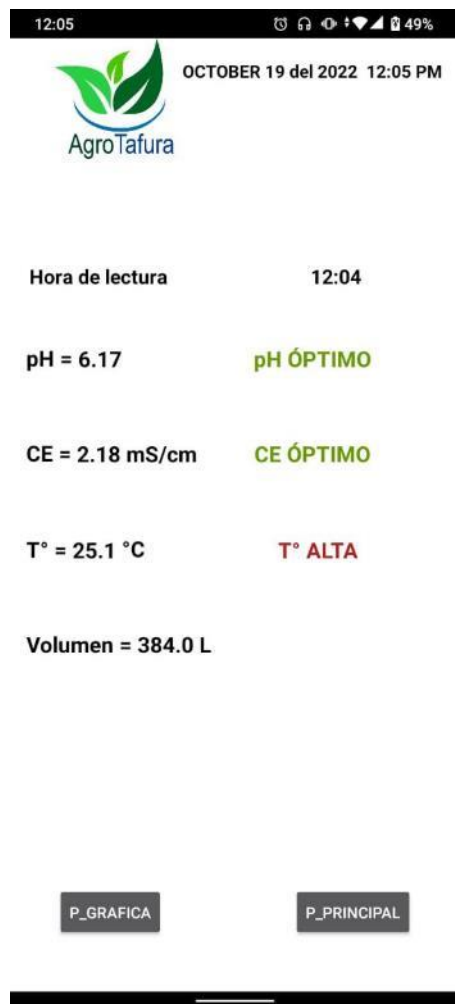 12:05 49%
OCTOBER 19 del 2022 12:05 PM
AgroTafura
Hora de lectura 12:04
pH = 6.17 pH ÓPTIMO
CE = 2.18 mS/cm CE ÓPTIMO
T° = 25.1 °C T° ALTA
Volumen = 384.0 L
P_GRAFICA P_PRINCIPAL